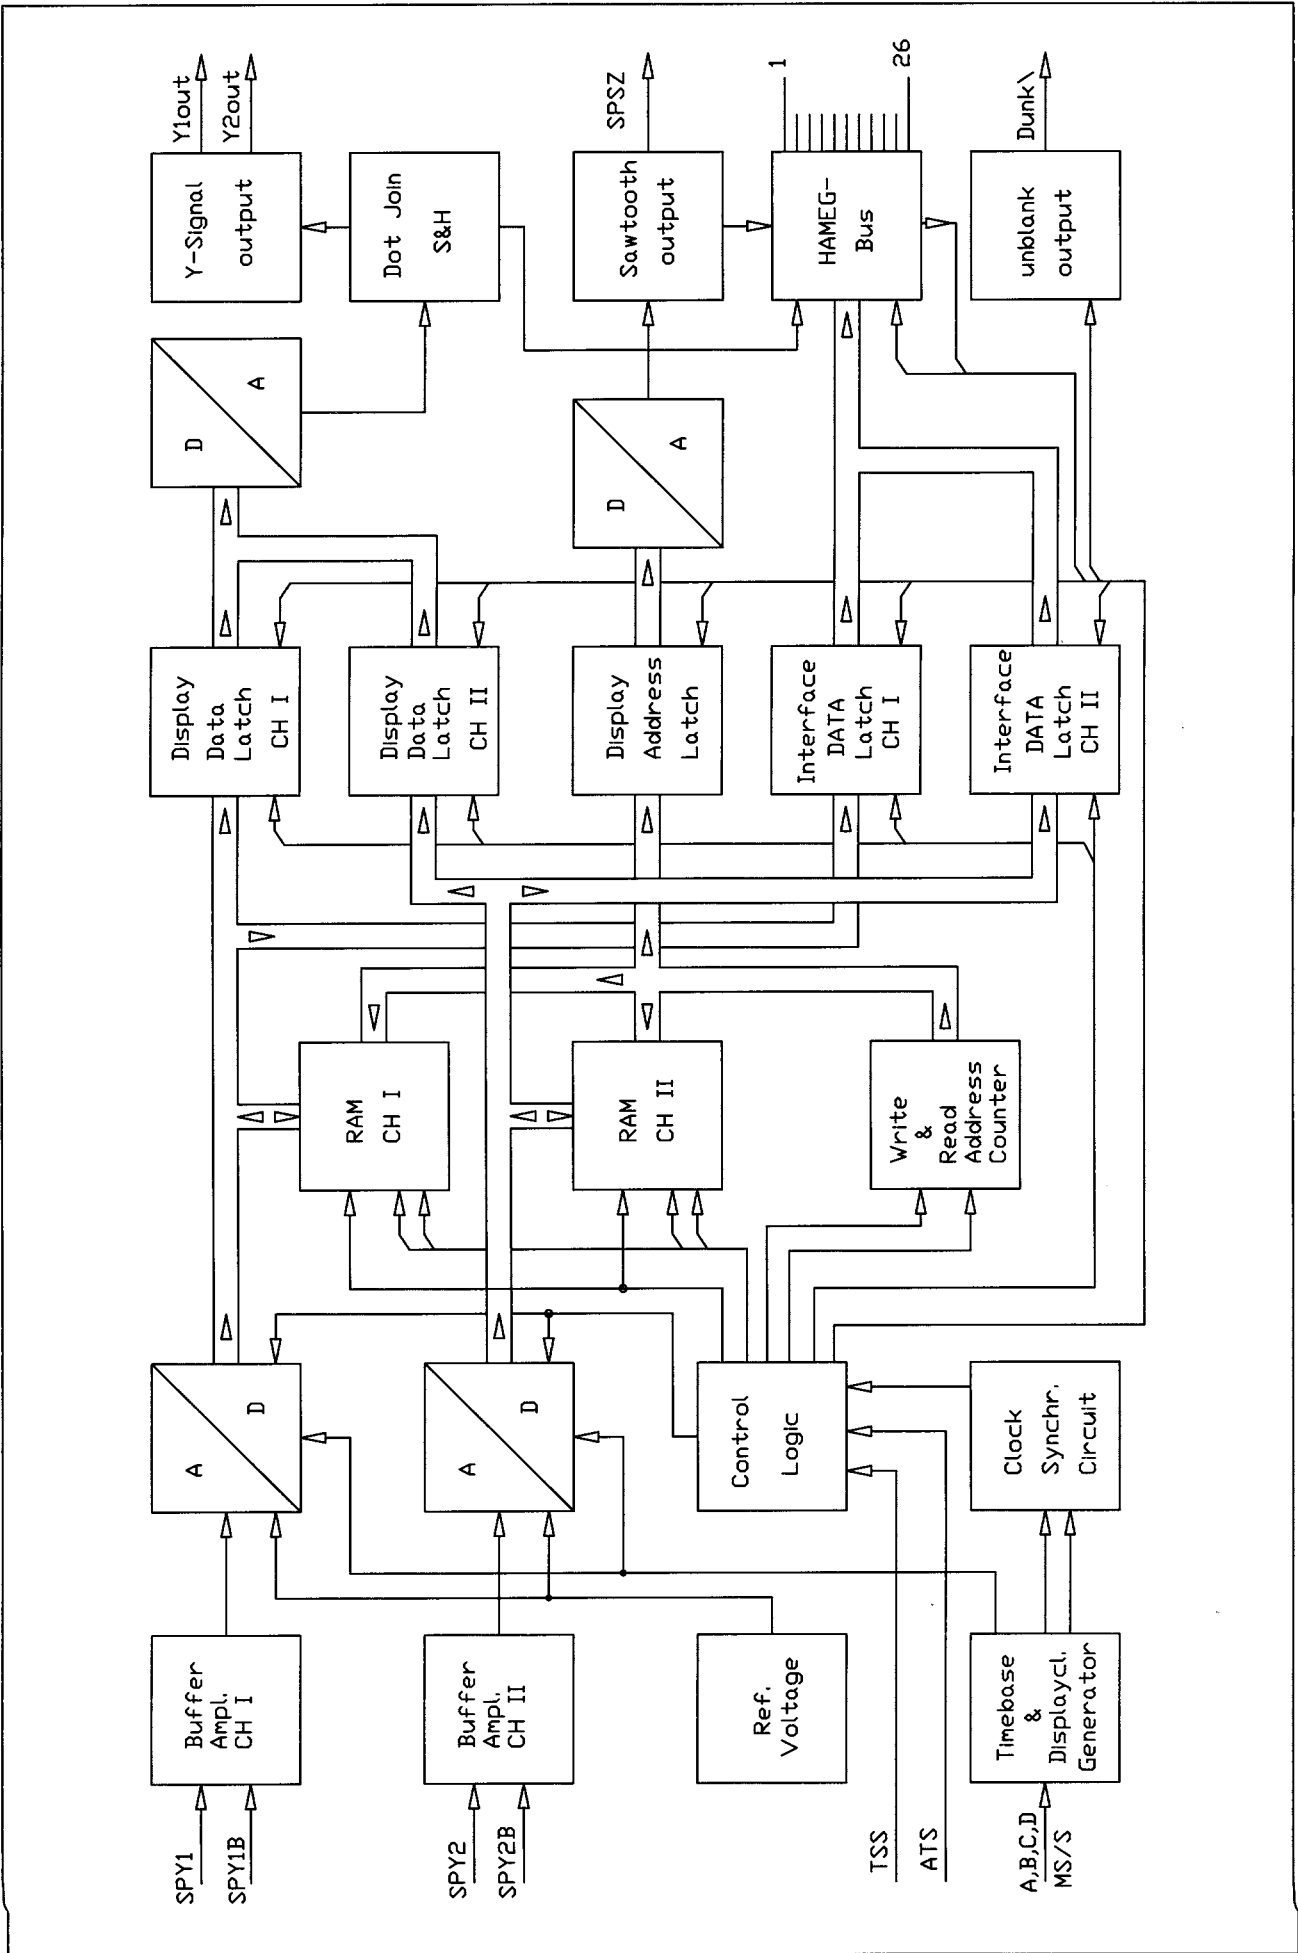 SPY1
SPY1B
Buffer
Ampl.
CH I
A
D
Display
Data
Latch
CH I
D
A
Y-Signal
output
Y1out
Y2out
RAM
CH I
Display
Data
Latch
CH II
Dot Join
S&H
SPY2
SPY2B
Buffer
Ampl.
CH II
A
D
RAM
CH II
Display
Address
Latch
D
A
Sawtooth
output
SPSZ
Ref.
Voltage
Control
Logic
Write
&
Read
Address
Counter
Interface
DATA
Latch
CH I
HAMEG-
Bus
1
26
TSS
ATS
A,B,C,D
MS/S
Timebase
&
Displaycl.
Generator
Clock
Synchr.
Circuit
Interface
DATA
Latch
CH II
unblank
output
Dunk\